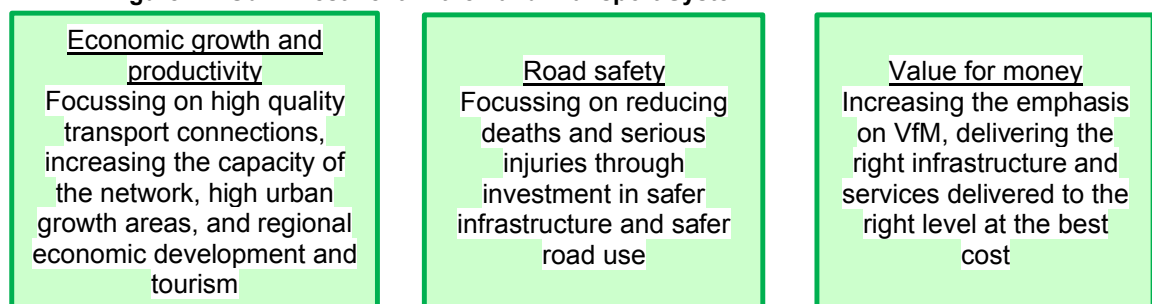 Economic growth and
productivity
Focussing on high quality
transport connections,
increasing the capacity of
the network, high urban
growth areas, and regional
economic development and
tourism
Road safety
Focussing on reducing
deaths and serious
injuries through
investment in safer
infrastructure and safer
road use
Value for money
Increasing the emphasis
on VfM, delivering the
right infrastructure and
services delivered to the
right level at the best
cost